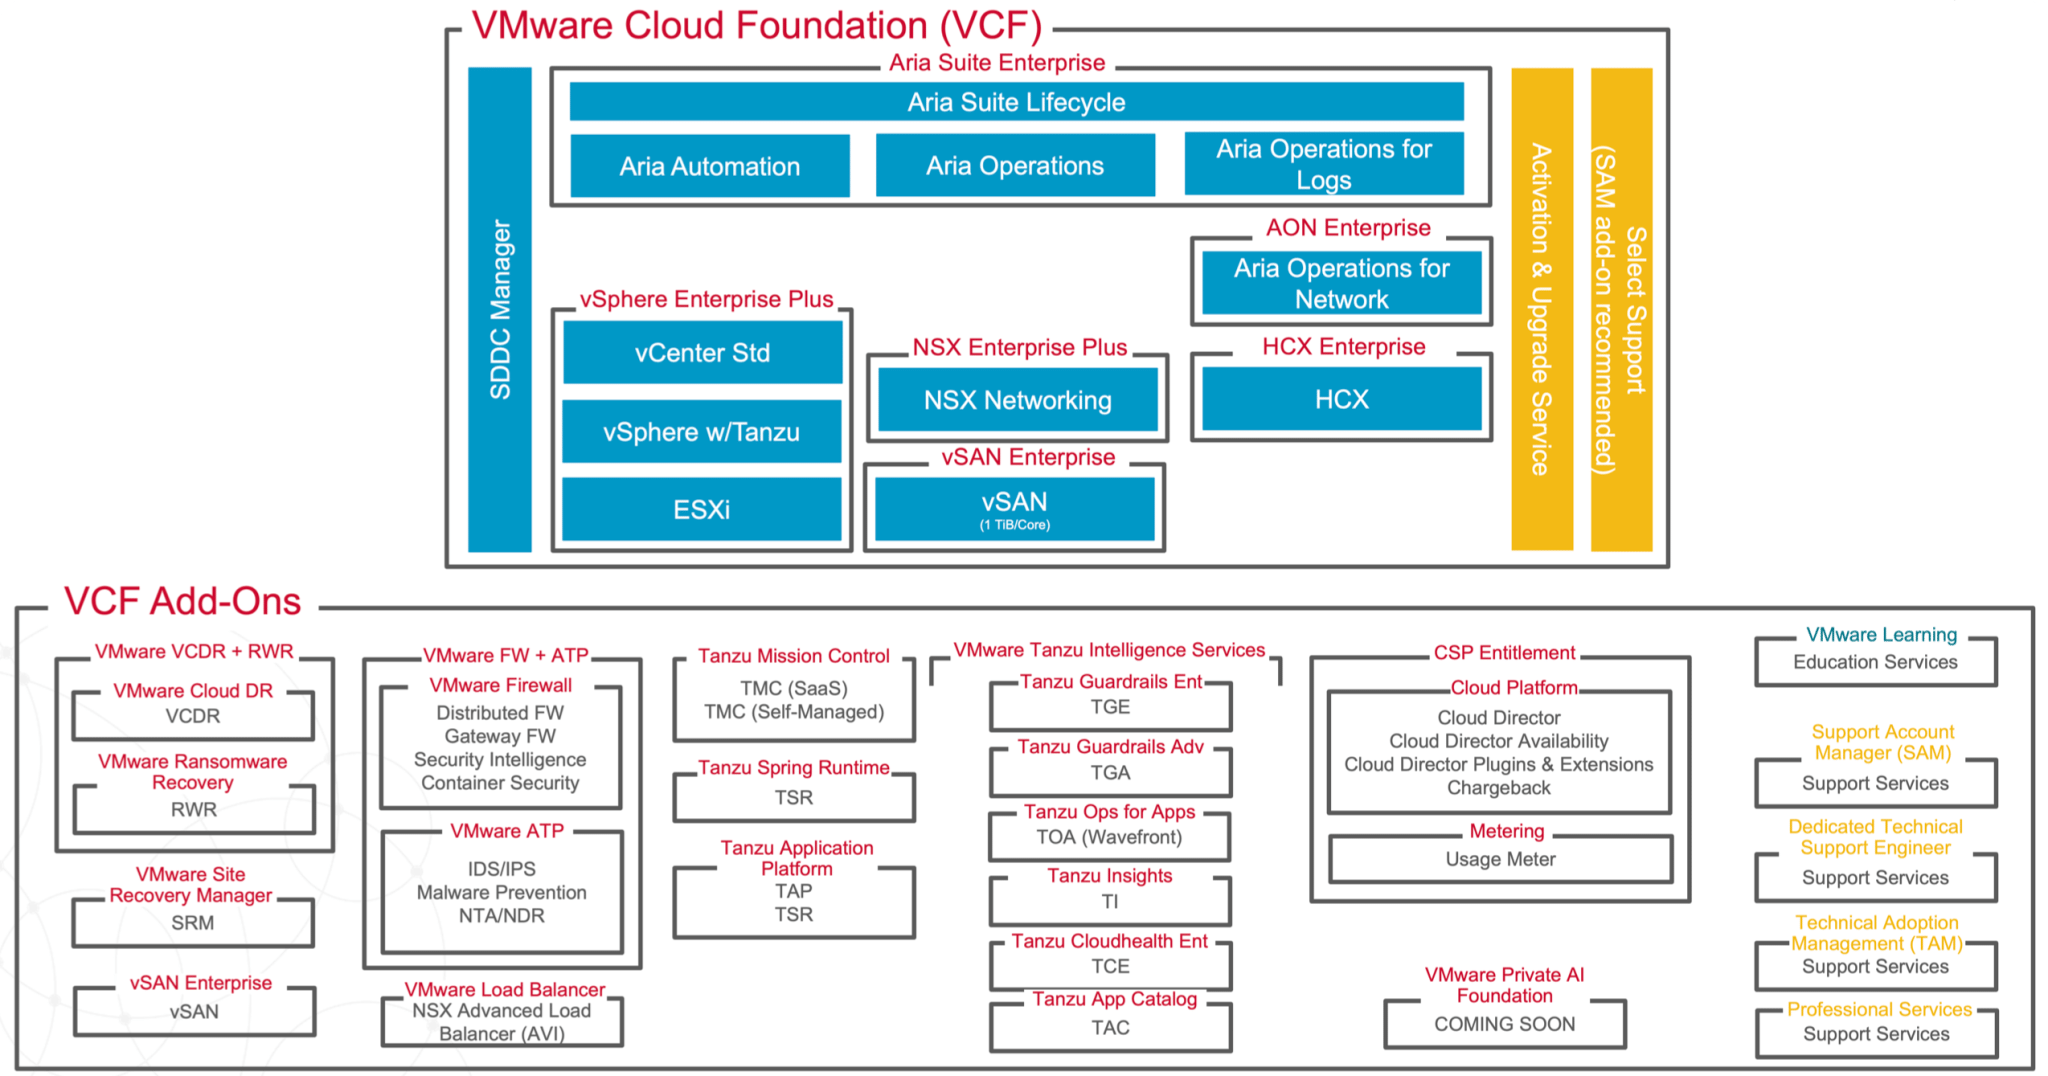 VMware Cloud Foundation (VCF)
SDDC Manager
Aria Suite Enterprise
Aria Suite Lifecycle
Aria Automation
Aria Operations
Aria Operations for
Logs
AON Enterprise
Aria Operations for
Network
vSphere Enterprise Plus
vCenter Std
vSphere w/Tanzu
ESXi
NSX Enterprise Plus
NSX Networking
vSAN Enterprise
vSAN
(1 TiB/Core)
HCX Enterprise
HCX
Activation & Upgrade Service
Select Support
(SAM add-on recommended)
VCF Add-Ons
VMware VCDR + RWR
VMware Cloud DR
VCDR
VMware Ransomware
Recovery
RWR
VMware Site
Recovery Manager
SRM
vSAN Enterprise
vSAN
VMware FW + ATP
VMware Firewall
Distributed FW
Gateway FW
Security Intelligence
Container Security
VMware ATP
IDS/IPS
Malware Prevention
NTA/NDR
VMware Load Balancer
NSX Advanced Load
Balancer (AVI)
Tanzu Mission Control
TMC (SaaS)
TMC (Self-Managed)
Tanzu Spring Runtime
TSR
Tanzu Application
Platform
TAP
TSR
VMware Tanzu Intelligence Services
Tanzu Guardrails Ent
TGE
Tanzu Guardrails Adv
TGA
Tanzu Ops for Apps
TOA (Wavefront)
Tanzu Insights
TI
Tanzu Cloudhealth Ent
TCE
Tanzu App Catalog
TAC
CSP Entitlement
Cloud Platform
Cloud Director
Cloud Director Availability
Cloud Director Plugins & Extensions
Chargeback
Metering
Usage Meter
VMware Private AI
Foundation
COMING SOON
VMware Learning
Education Services
Support Account
Manager (SAM)
Support Services
Dedicated Technical
Support Engineer
Support Services
Technical Adoption
Management (TAM)
Support Services
Professional Services
Support Services